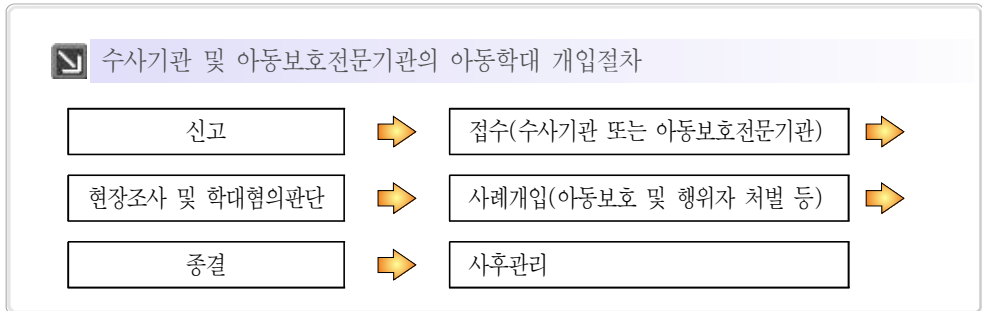 수사기관 및 아동보호전문기관의 아동학대 개입절차
신고
접수(수사기관 또는 아동보호전문기관)
현장조사 및 학대혐의판단
사례개입(아동보호 및 행위자 처벌 등)
종결
사후관리